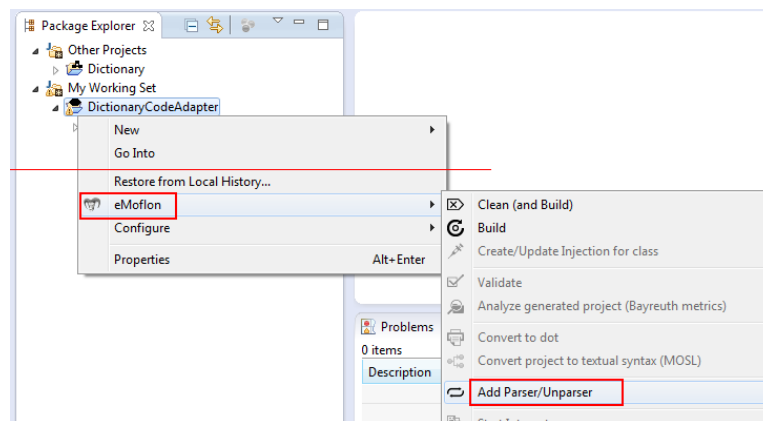 Package Explorer
Other Projects
Dictionary
My Working Set
DictionaryCodeAdapter
New
Go Into
Restore from Local History...
eMoflon
Configure
Properties Alt+Enter
Clean (and Build)
Build
Create/Update Injection for class
Validate
Analyze generated project (Bayreuth metrics)
Convert to dot
Convert project to textual syntax (MOSL)
Add Parser/Unparser
Problems
0 items
Description